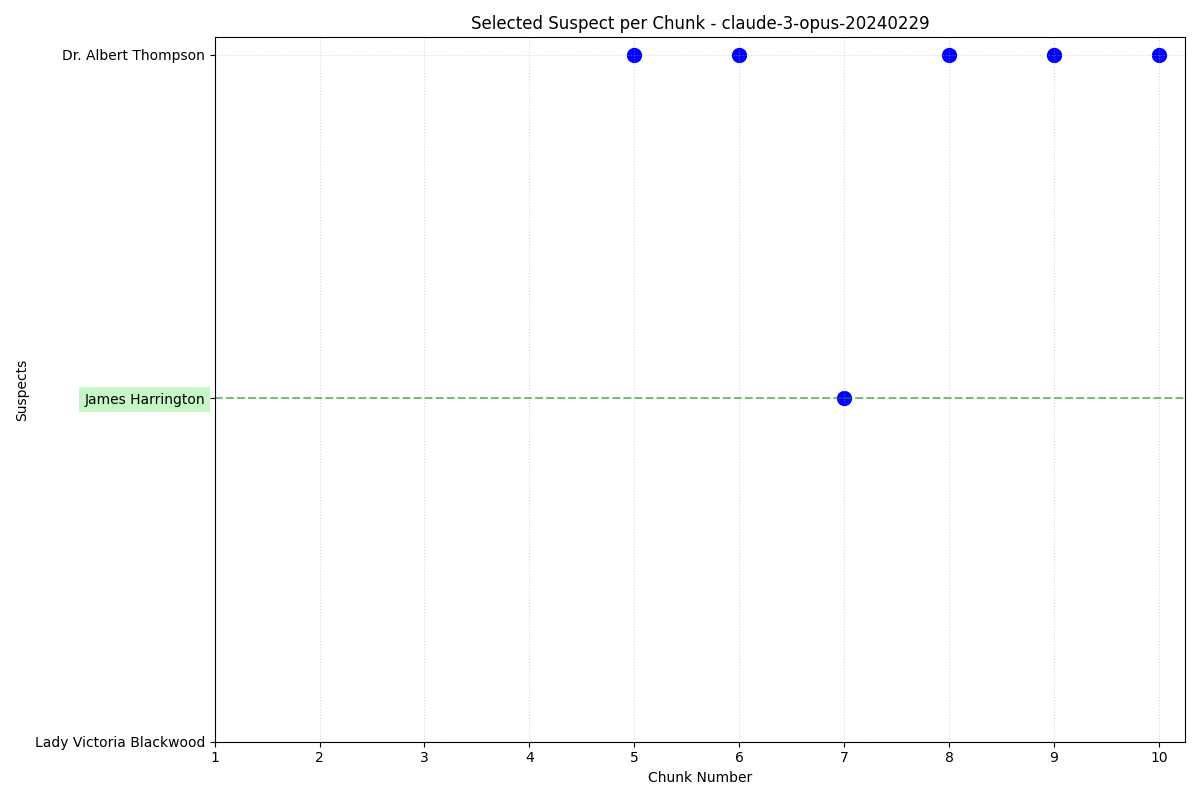 Selected Suspect per Chunk - claude-3-opus-20240229
Dr. Albert Thompson
James Harrington
Lady Victoria Blackwood
Suspects
1 2 3 4 5 6 7 8 9 10
Chunk Number